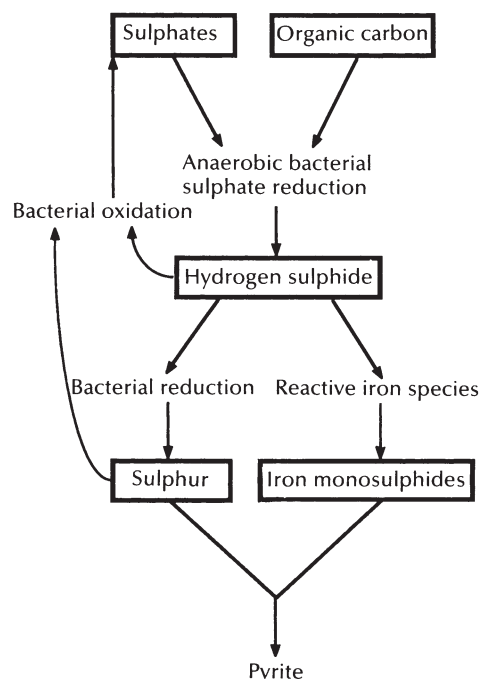 Sulphates
Organic carbon
Anaerobic bacterial
sulphate reduction
Bacterial oxidation
Hydrogen sulphide
Bacterial reduction
Reactive iron species
Sulphur
Iron monosulphides
Pyrite